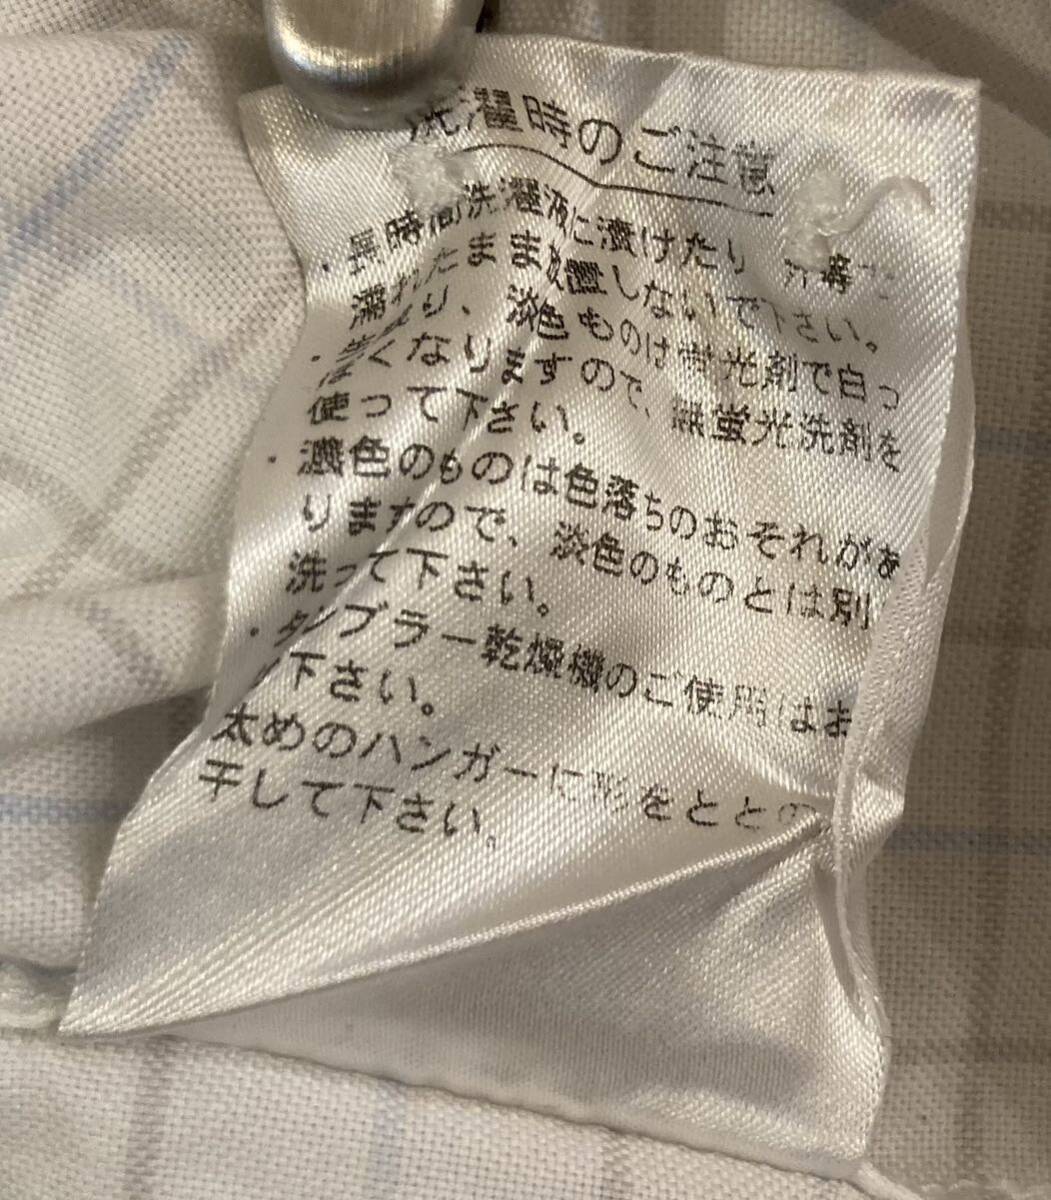 洗濯時のご注意
・長時間洗濯液に漬けたり
濡れたまま放置しないで下さい。
・淡色ものは蛍光剤で白っ
ぽくなりますので、無蛍光洗剤を
使って下さい。
・濃色のものは色落ちのおそれがあ
りますので、淡色のものとは別
洗って下さい。
・タンブラー乾燥機のご使用はお
下さい。
太めのハンガーに形をととの
干して下さい。